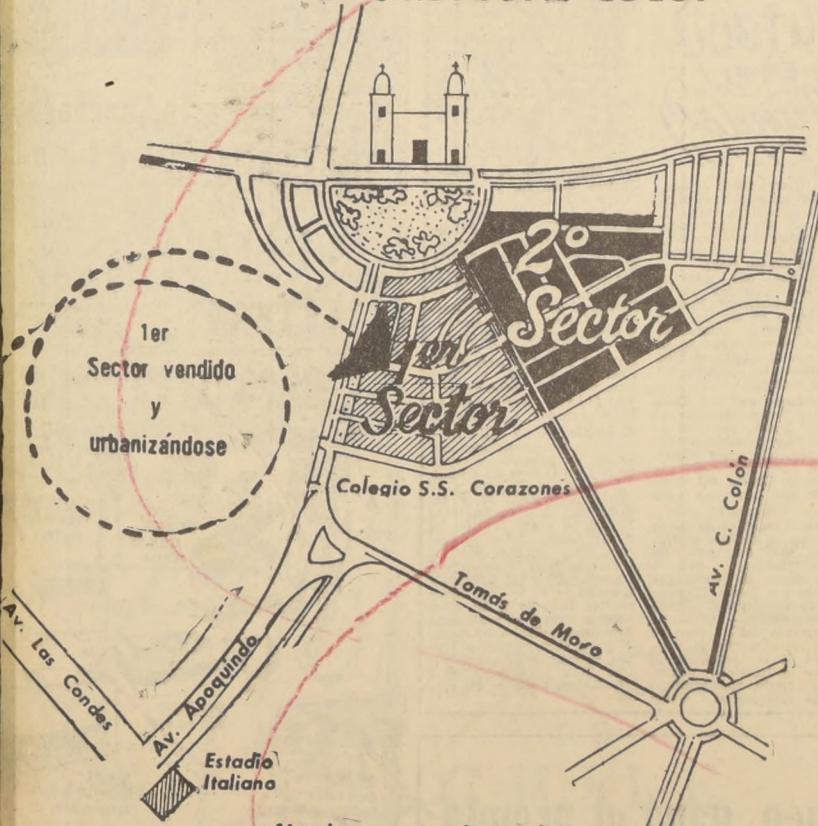 1er
Sector vendido
y
urbanizándose
2º
Sector
1er
Sector
Colegio S.S. Corazones
Av. C. Colón
Tomás de Moro
Av. Las Condes
Av. Apoquindo
Estadio
Italiano